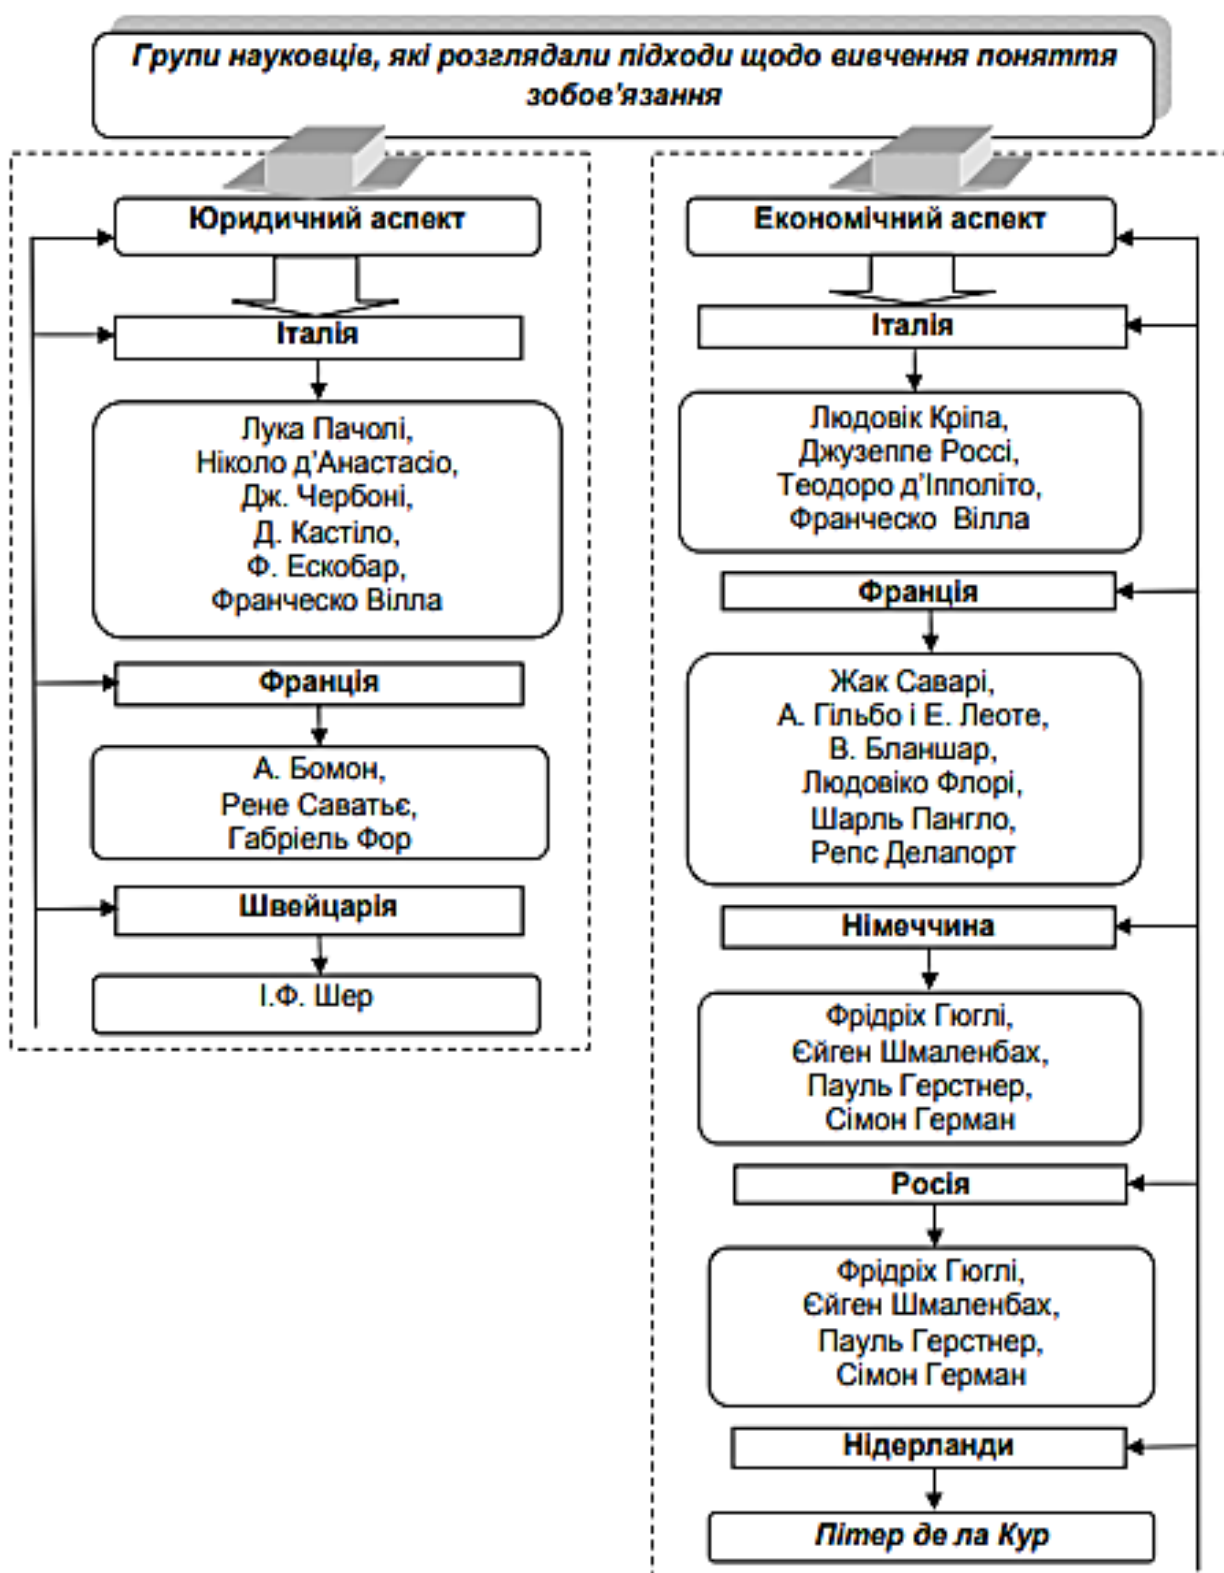 Групи науковців, які розглядали підходи щодо вивчення поняття
зобов'язання
Юридичний аспект
Італія
Лука Пачолі,
Ніколо д'Анастасіо,
Дж. Чербоні,
Д. Кастіло,
Ф. Ескобар,
Франческо Вілла
Франція
А. Бомон,
Рене Саватьє,
Габріель Фор
Швейцарія
І.Ф. Шер
Економічний аспект
Італія
Людовік Кріпа,
Джузеппе Россі,
Теодоро д'Іпполіто,
Франческо Вілла
Франція
Жак Саварі,
А. Гільбо і Е. Леоте,
В. Бланшар,
Людовіко Флорі,
Шарль Пангло,
Репс Делапорт
Німеччина
Фрідріх Гюглі,
Єйген Шмаленбах,
Пауль Герстнер,
Сімон Герман
Росія
Фрідріх Гюглі,
Єйген Шмаленбах,
Пауль Герстнер,
Сімон Герман
Нідерланди
Пітер де ла Кур